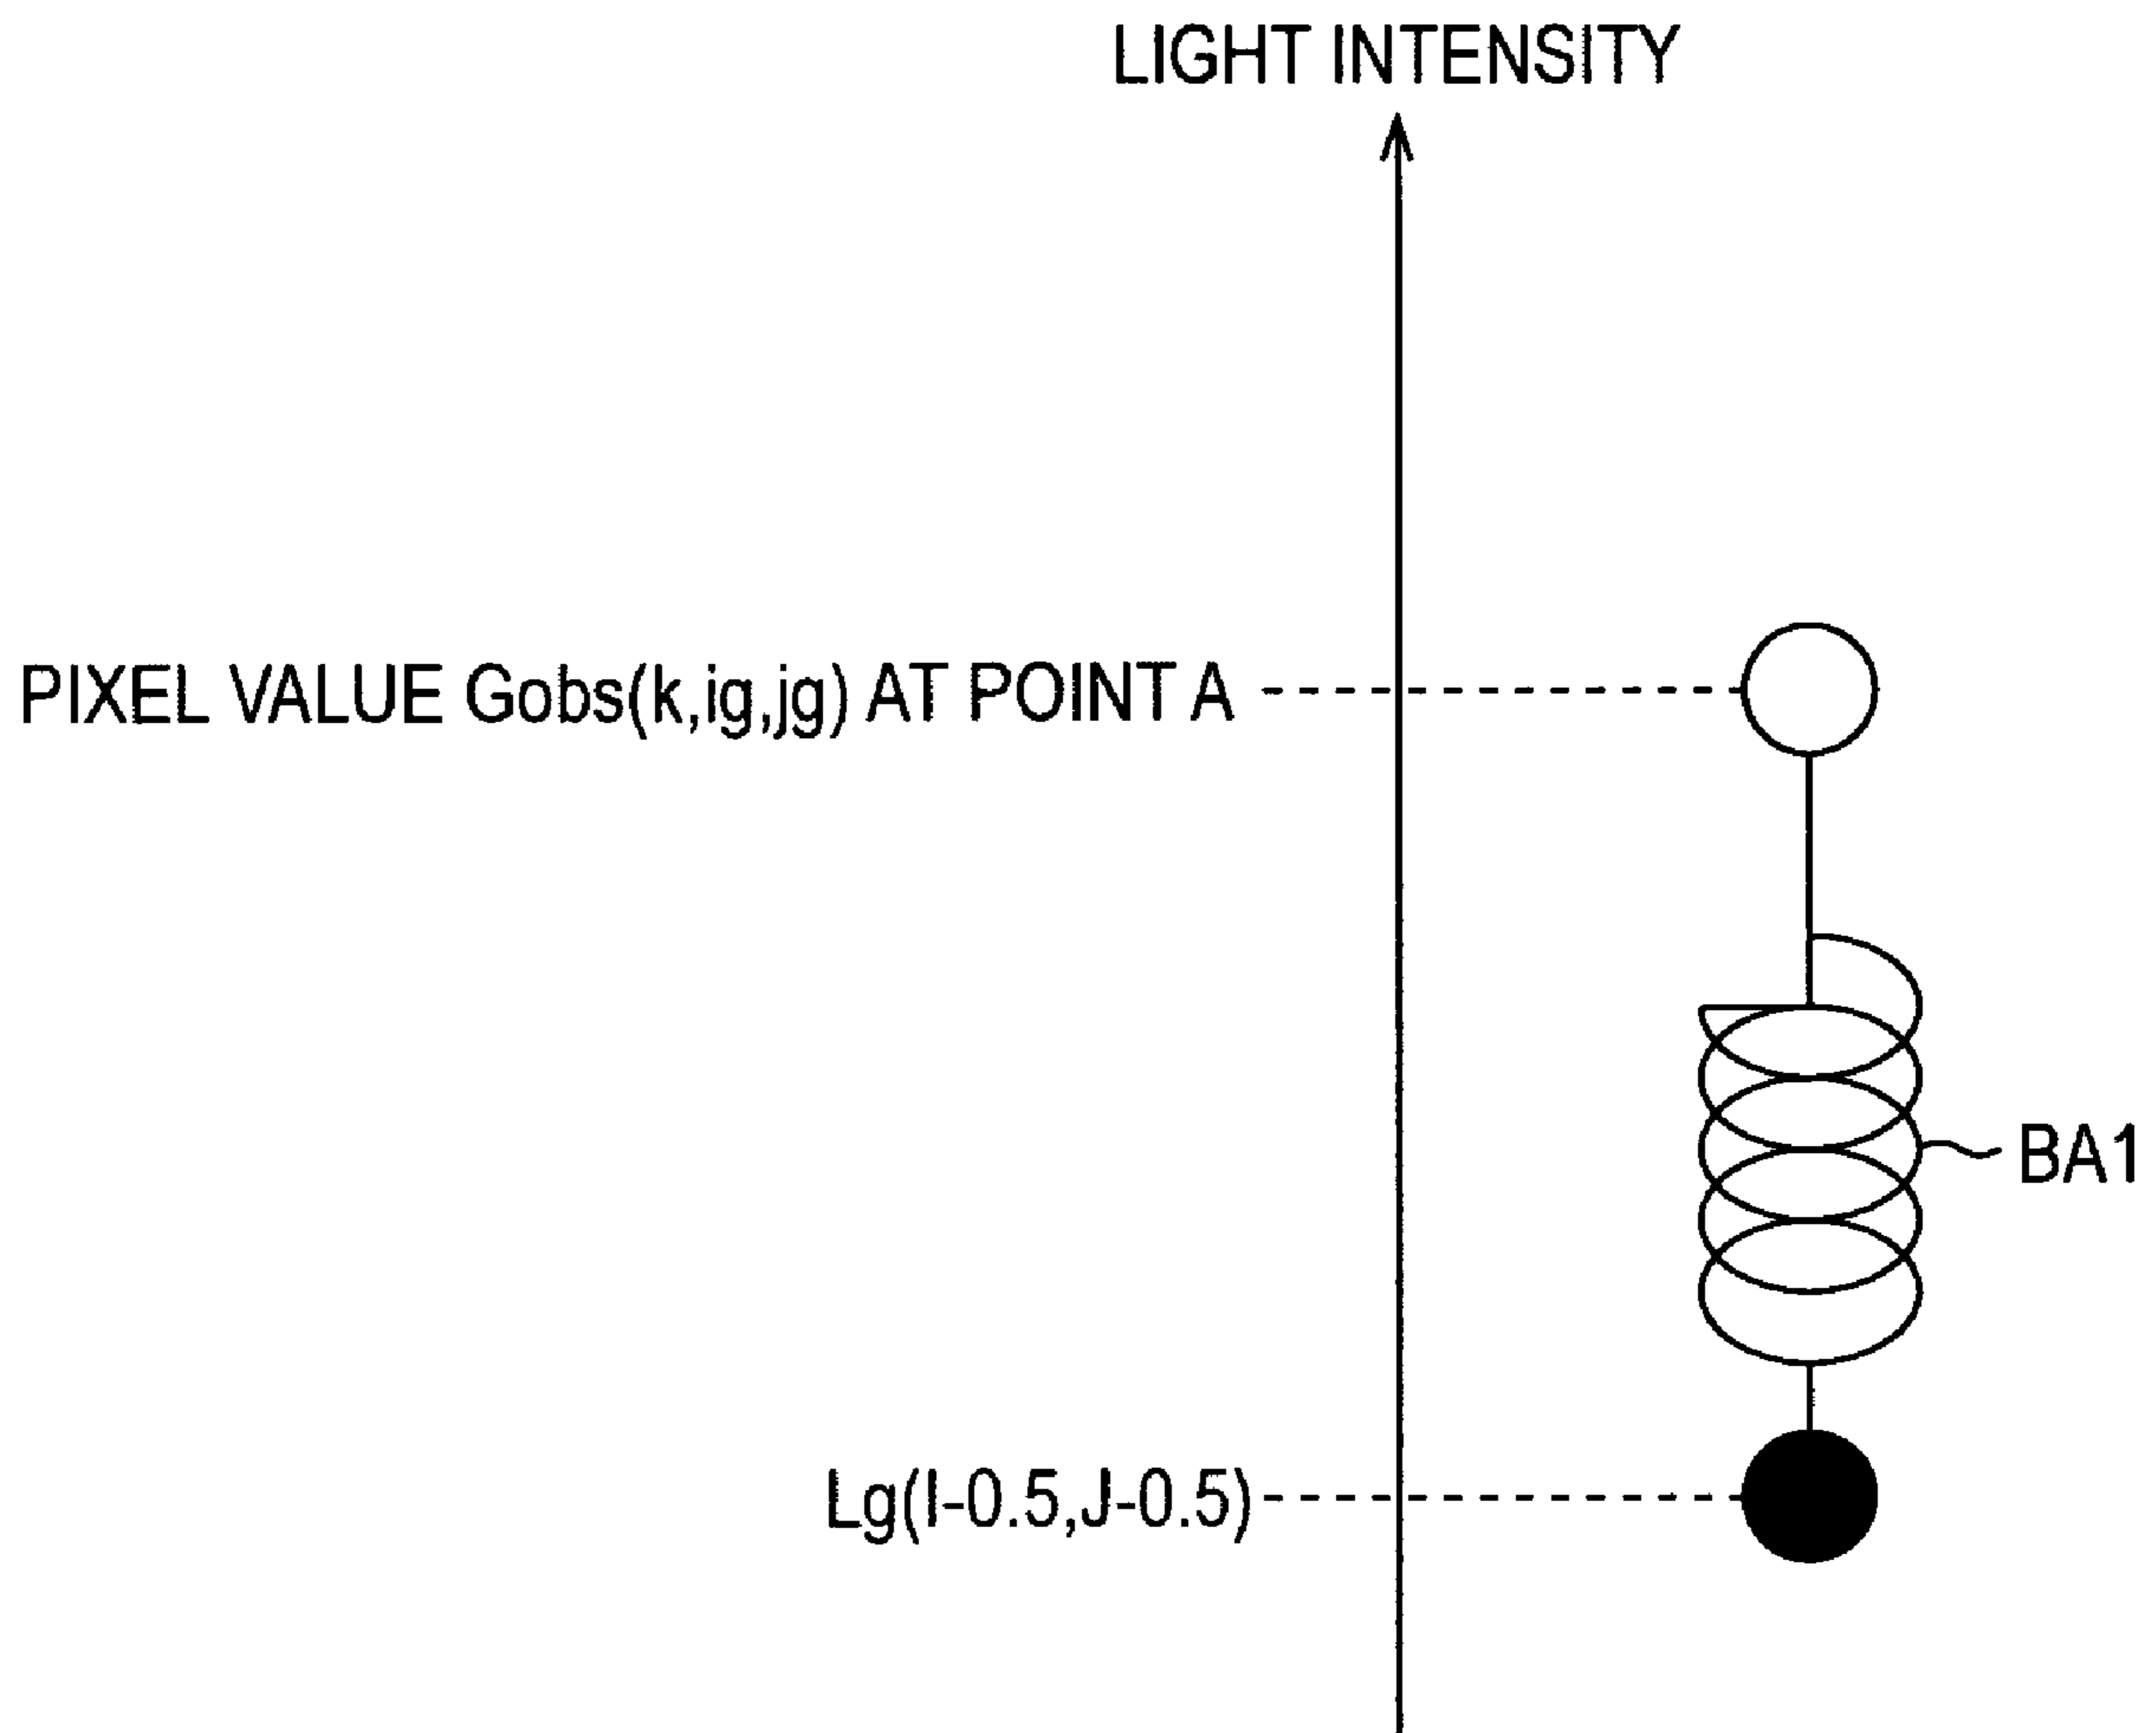 LIGHT INTENSITY
PIXEL VALUE Gobs(k,ig,jg) AT POINT A
BA1
Lg(I-0.5,J-0.5)